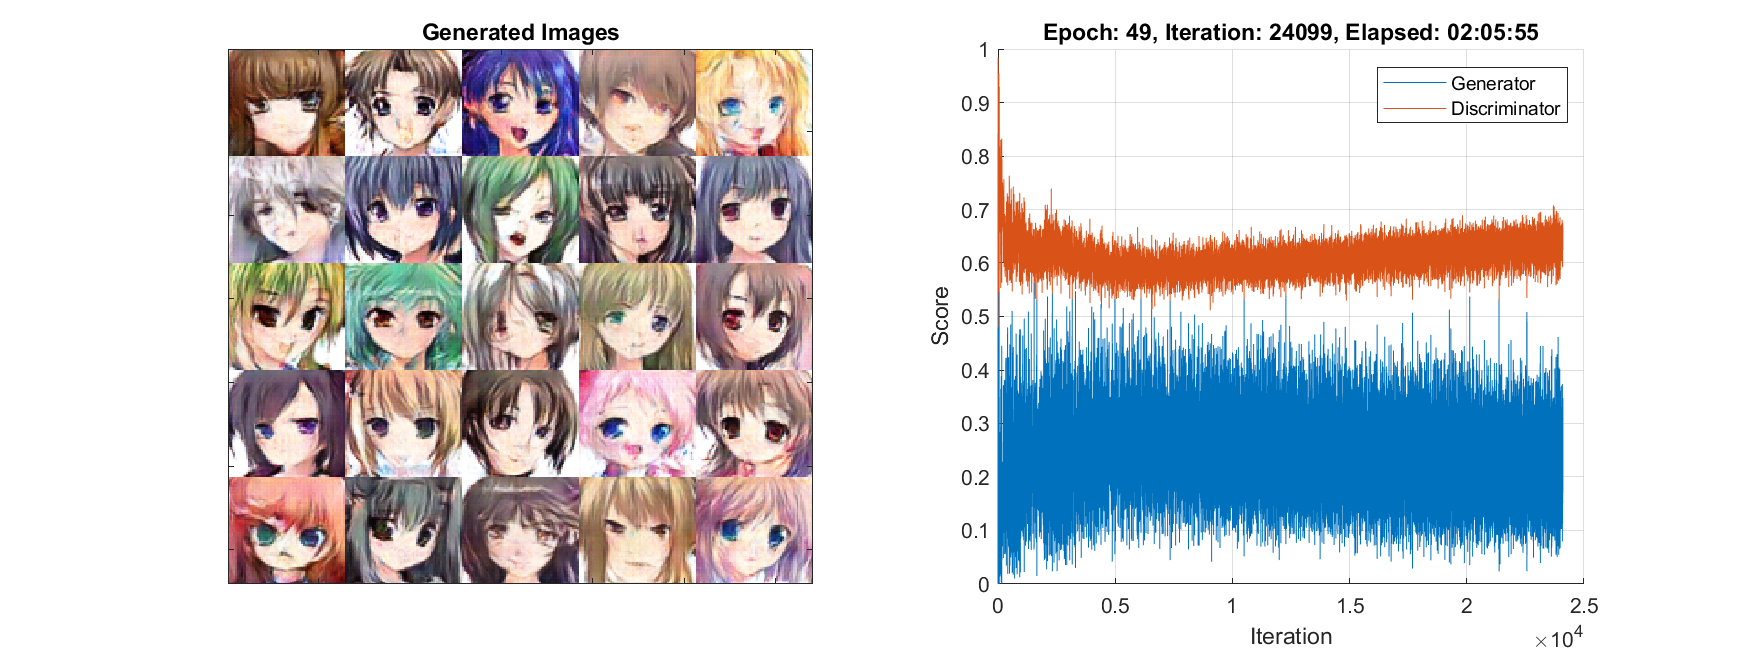 Generated Images
Epoch: 49, Iteration: 24099, Elapsed: 02:05:55
1
Generator
0.9
Discriminator
0.8
0.7
0.6
0.5
0.4
0.3
0.2
0.1
0
Score
0 0.5 1 1.5 2 2.5
Iteration
×10⁴